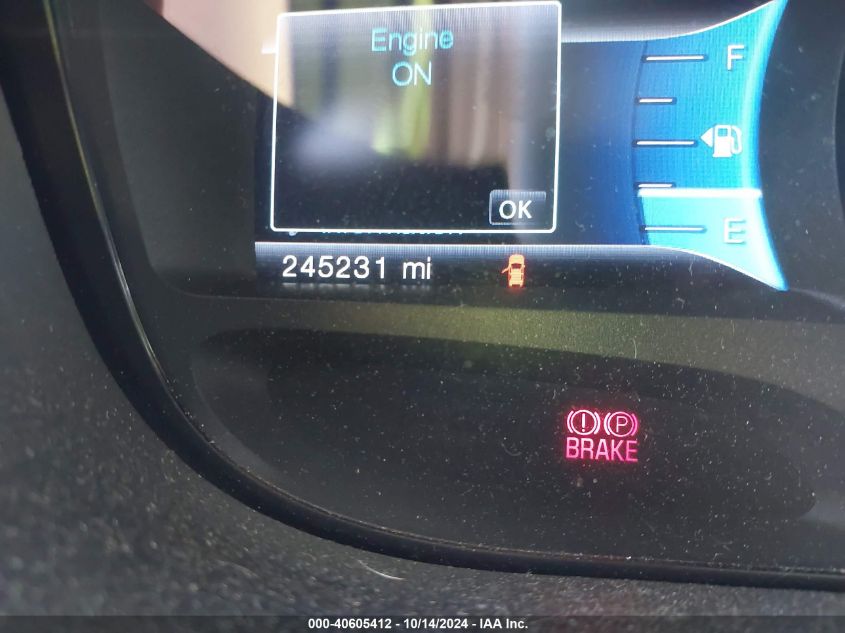 Engine
ON
F
OK
E
245231 mi
(!) (P)
BRAKE
000-40605412 - 10/14/2024 - IAA Inc.